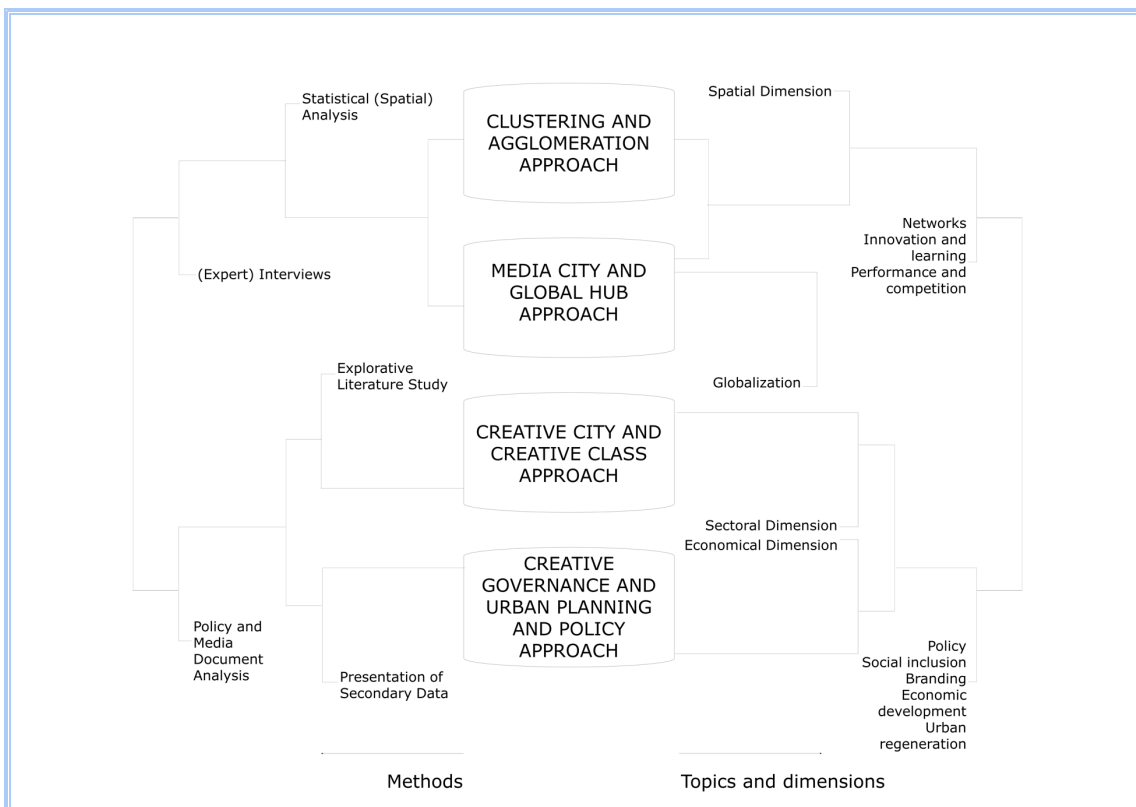 Statistical (Spatial)
Analysis
CLUSTERING AND
AGGLOMERATION
APPROACH
Spatial Dimension
(Expert) Interviews
MEDIA CITY AND
GLOBAL HUB
APPROACH
Networks
Innovation and
learning
Performance and
competition
Explorative
Literature Study
Globalization
CREATIVE CITY AND
CREATIVE CLASS
APPROACH
Sectoral Dimension
Economical Dimension
CREATIVE
GOVERNANCE AND
URBAN PLANNING
AND POLICY
APPROACH
Policy and
Media
Document
Analysis
Presentation of
Secondary Data
Policy
Social inclusion
Branding
Economic
development
Urban
regeneration
Methods
Topics and dimensions